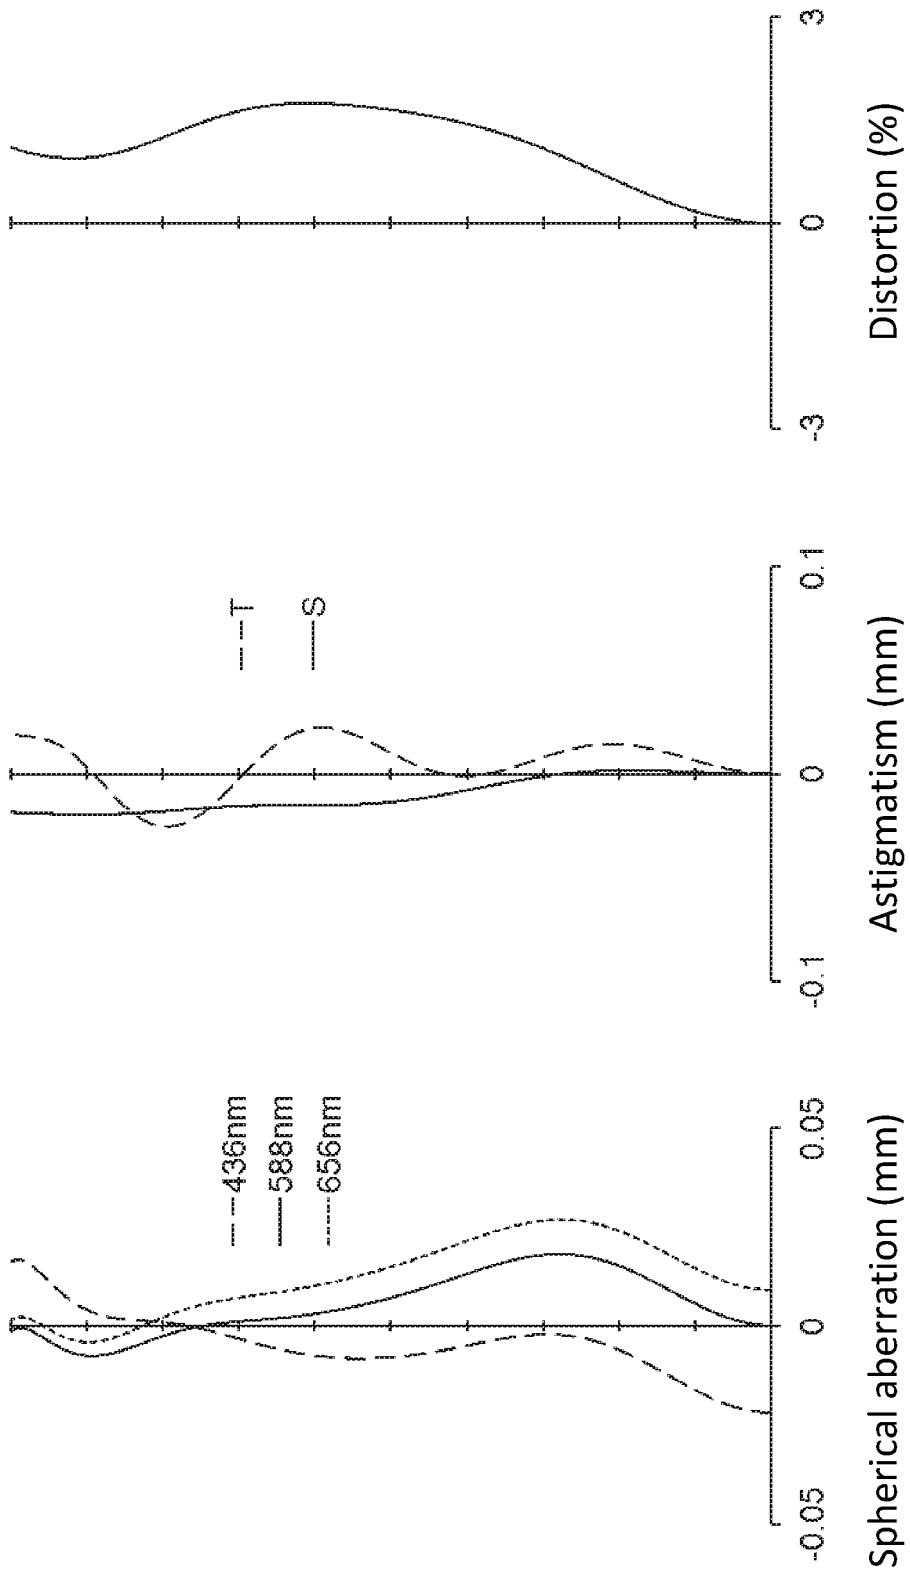 436nm
588nm
656nm
-0.05
0
0.05
Spherical aberration (mm)
T
S
-0.1
0
0.1
Astigmatism (mm)
-3
0
3
Distortion (%)